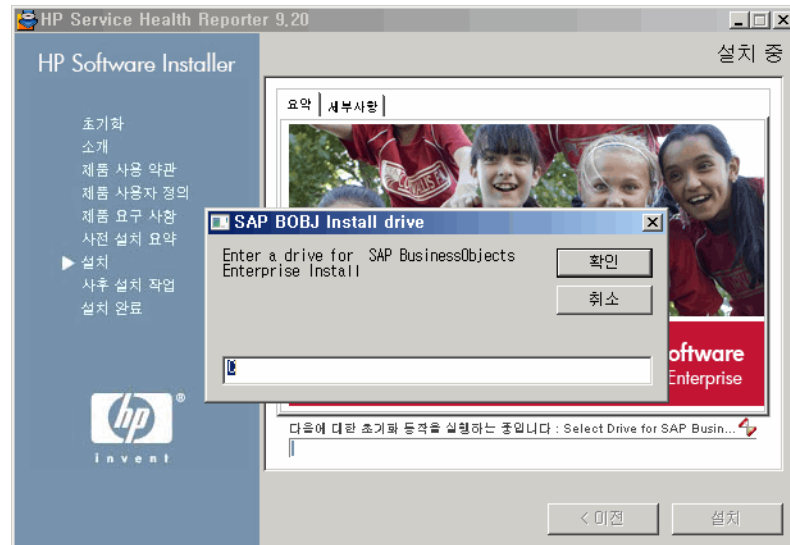 HP Service Health Reporter 9,20
HP Software Installer
설치 중
초기화
소개
제품 사용 약관
제품 사용자 정의
제품 요구 사항
사전 설치 요약
설치
사후 설치 작업
설치 완료
요약
세부사항
SAP BOBJ Install drive
Enter a drive for SAP BusinessObjects
Enterprise Install
확인
취소
oftware
Enterprise
hp
®
invent
다음에 대한 초기화 동작을 실행하는 중입니다 : Select Drive for SAP Busin...
< 이전
설치